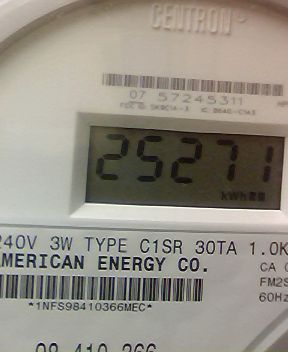 CENTRON®
07 57245311
25271
kWh
240V 3W TYPE C1SR 30TA 1.0K
AMERICAN ENERGY CO.
CA
FM2S
60Hz
*1NFS98410366MEC*